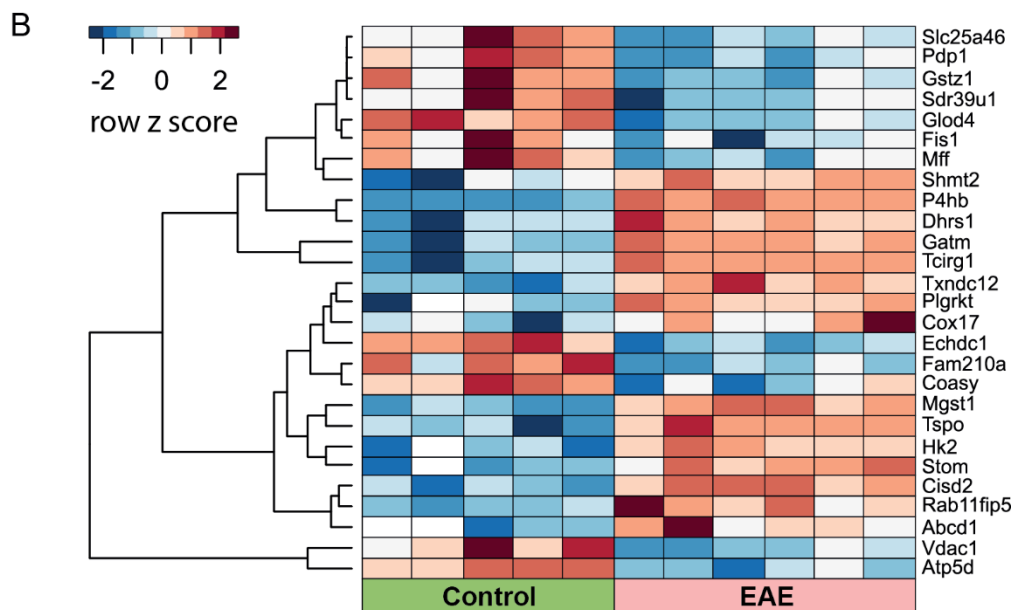 B
-2 0 2
row z score
Slc25a46
Pdp1
Gstz1
Sdr39u1
Glod4
Fis1
Mff
Shmt2
P4hb
Dhrs1
Gatm
Tcirg1
Txndc12
Plgrkt
Cox17
Echdc1
Fam210a
Coasy
Mgst1
Tspo
Hk2
Stom
Cisd2
Rab11fip5
Abcd1
Vdac1
Atp5d
Control EAE